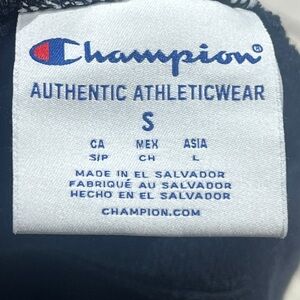 Champion
AUTHENTIC ATHLETICWEAR
S
CA MEX ASIA
S/P CH L
MADE IN EL SALVADOR
FABRIQUÉ AU SALVADOR
HECHO EN EL SALVADOR
CHAMPION.COM